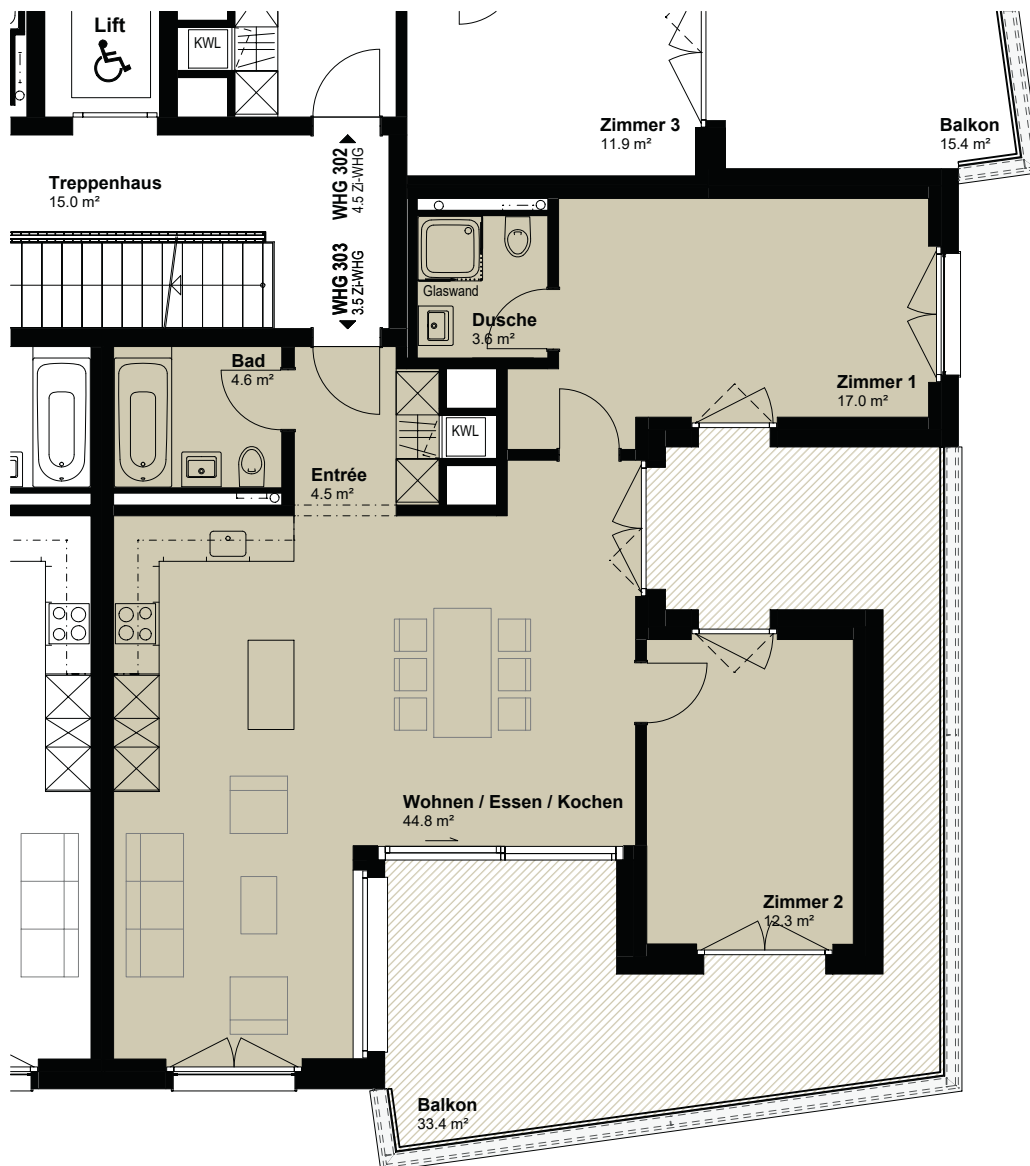 Lift
KWL
Zimmer 3
11.9 m²
Balkon
15.4 m²
Treppenhaus
15.0 m²
WHG 302
4.5 Zi-WHG
WHG 303
3.5 Zi-WHG
Glaswand
Dusche
3.6 m²
Bad
4.6 m²
Zimmer 1
17.0 m²
KWL
Entrée
4.5 m²
Wohnen / Essen / Kochen
44.8 m²
Zimmer 2
12.3 m²
Balkon
33.4 m²